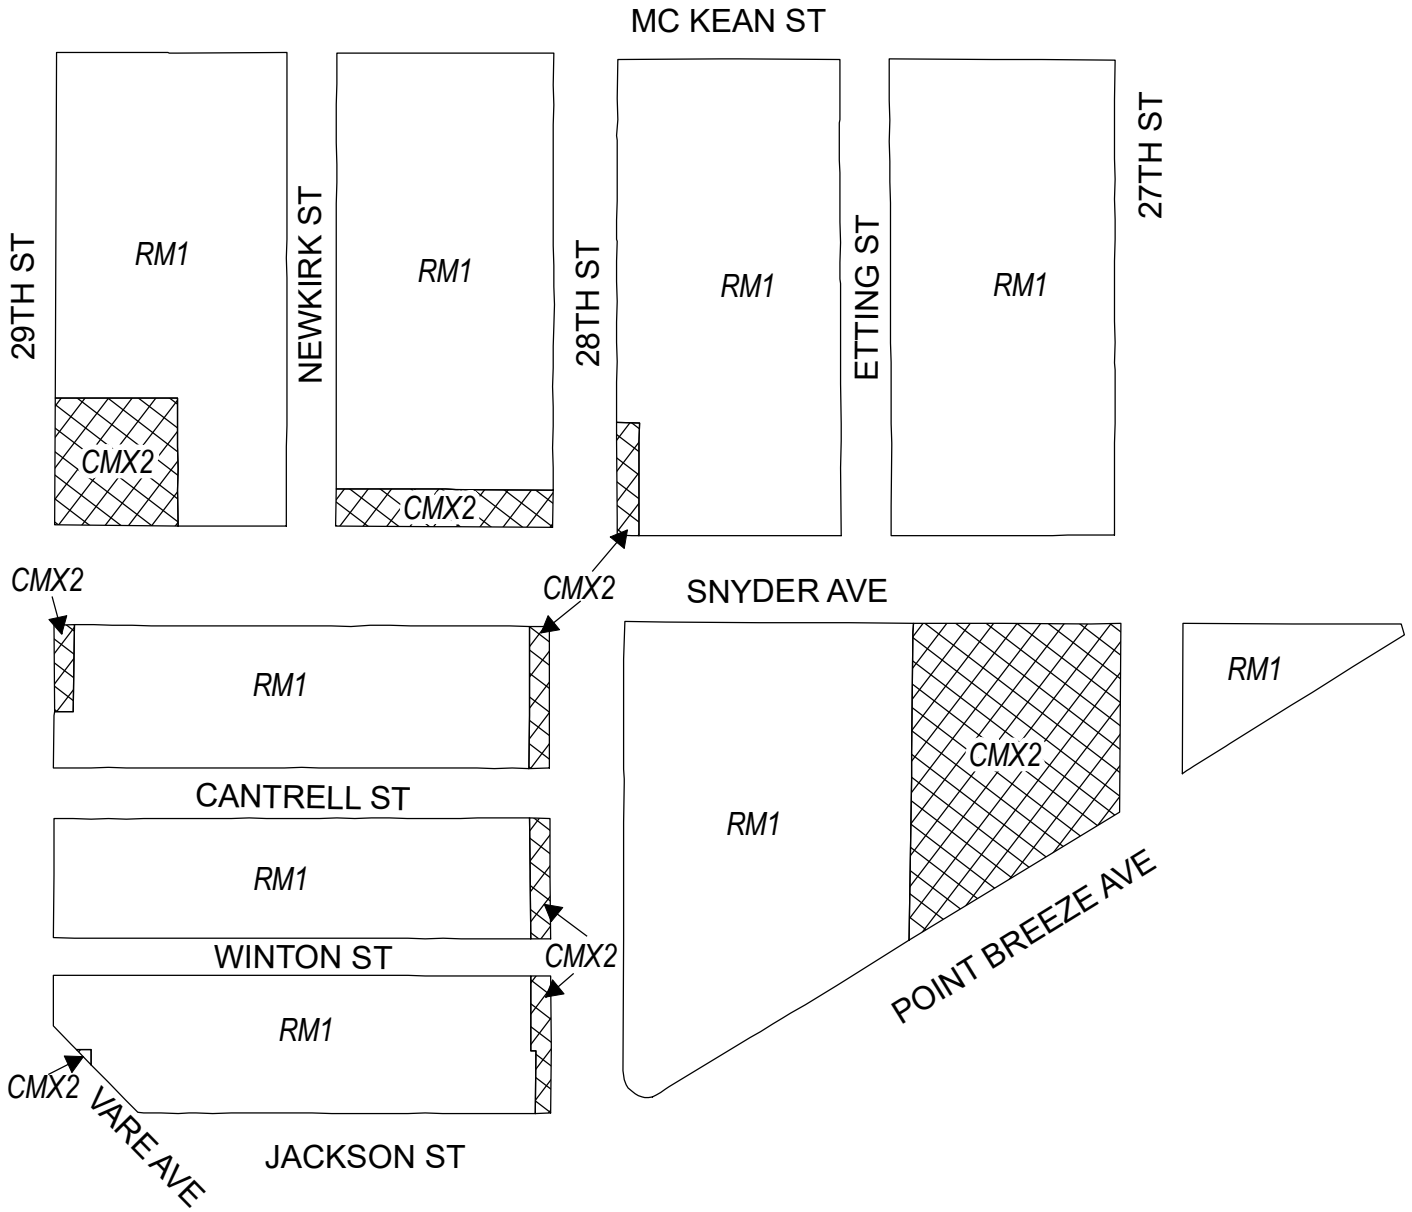 MC KEAN ST
27TH ST
RM1
NEWKIRK ST
RM1
28TH ST
RM1
ETTING ST
RM1
29TH ST
CMX2
CMX2
CMX2
CMX2
SNYDER AVE
RM1
RM1
CMX2
CANTRELL ST
RM1
RM1
POINT BREEZE AVE
WINTON ST
CMX2
RM1
CMX2
VARE AVE
JACKSON ST